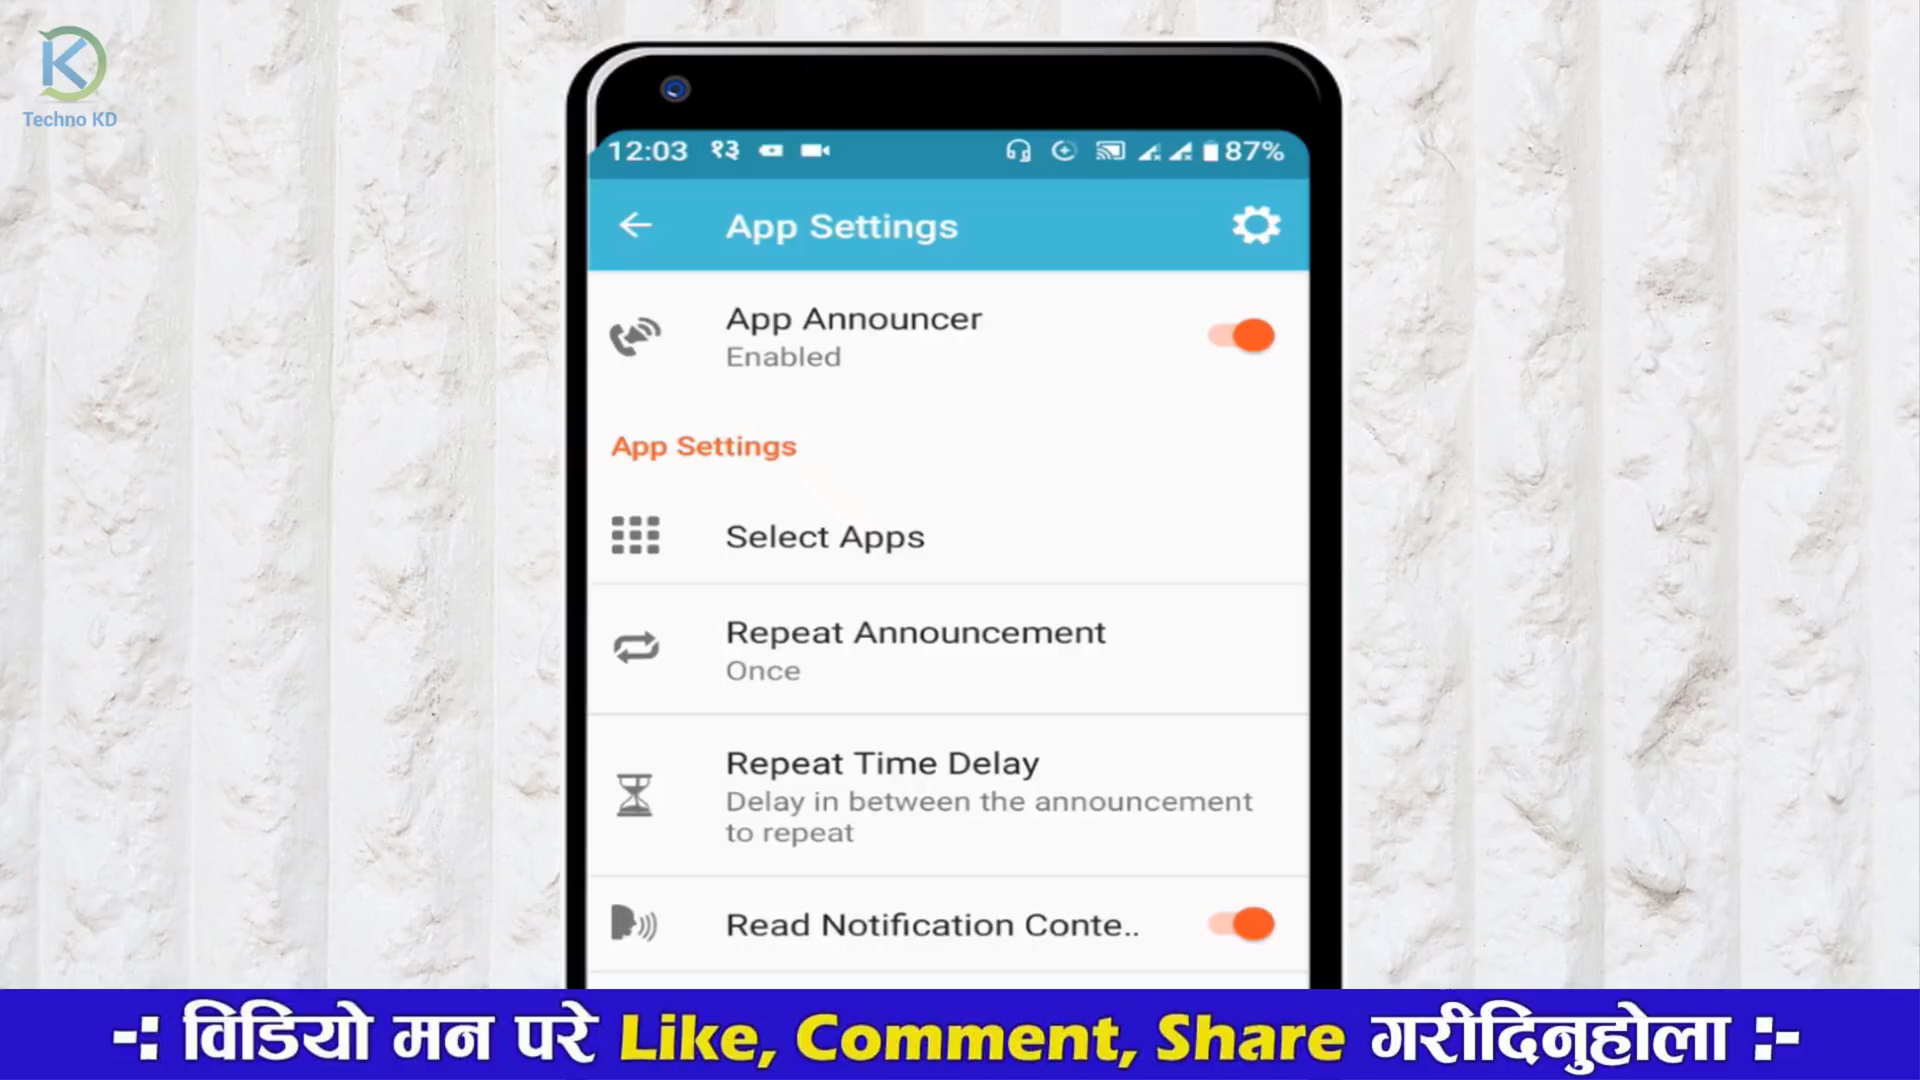 Techno KD
12:03 १३ 87%
App Settings
App Announcer
Enabled
App Settings
Select Apps
Repeat Announcement
Once
Repeat Time Delay
Delay in between the announcement
to repeat
Read Notification Conte..
-: विडियो मन परे Like, Comment, Share गरीदिनुहोला :-